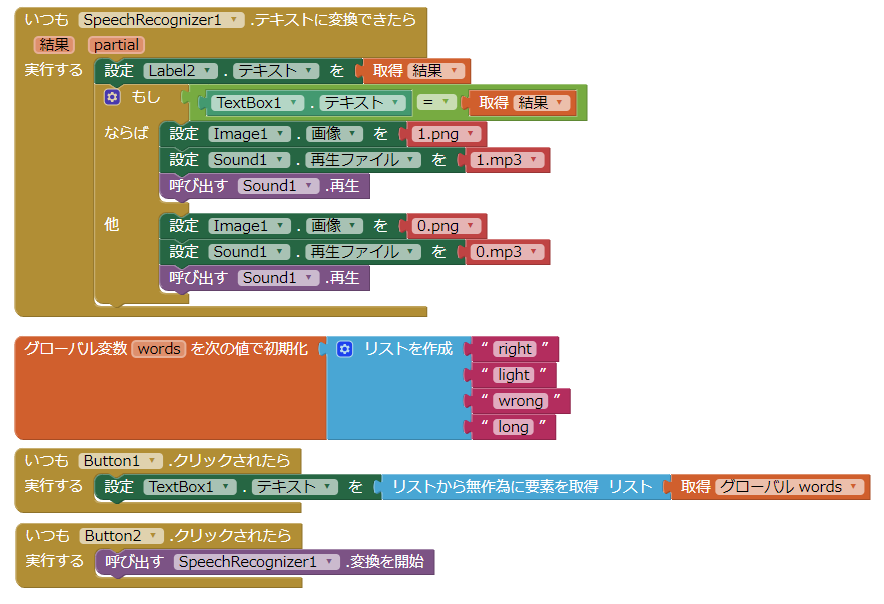 いつも SpeechRecognizer1 .テキストに変換できたら
結果 partial
実行する 設定 Label2 . テキスト を 取得 結果
もし TextBox1 . テキスト = 取得 結果
ならば 設定 Image1 . 画像 を 1.png
設定 Sound1 . 再生ファイル を 1.mp3
呼び出す Sound1 .再生
他 設定 Image1 . 画像 を 0.png
設定 Sound1 . 再生ファイル を 0.mp3
呼び出す Sound1 .再生
グローバル変数 words を次の値で初期化 リストを作成 “ right ”
“ light ”
“ wrong ”
“ long ”
いつも Button1 .クリックされたら
実行する 設定 TextBox1 . テキスト を リストから無作為に要素を取得 リスト 取得 グローバル words
いつも Button2 .クリックされたら
実行する 呼び出す SpeechRecognizer1 .変換を開始